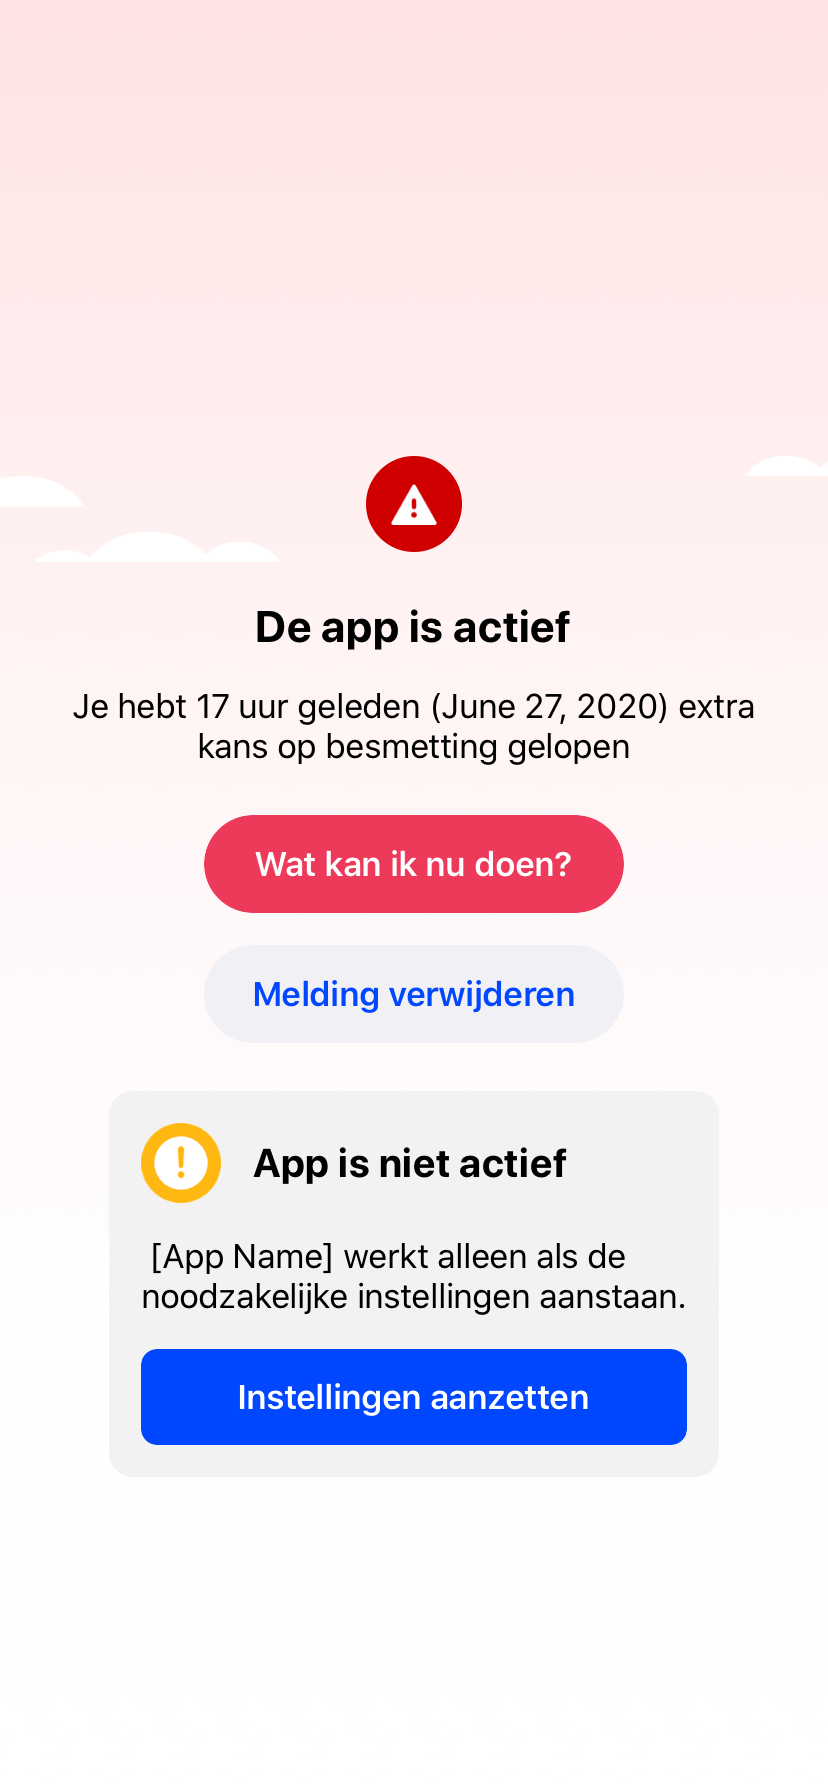 De app is actief
Je hebt 17 uur geleden (June 27, 2020) extra
kans op besmetting gelopen
Wat kan ik nu doen?
Melding verwijderen
App is niet actief
[App Name] werkt alleen als de
noodzakelijke instellingen aanstaan.
Instellingen aanzetten